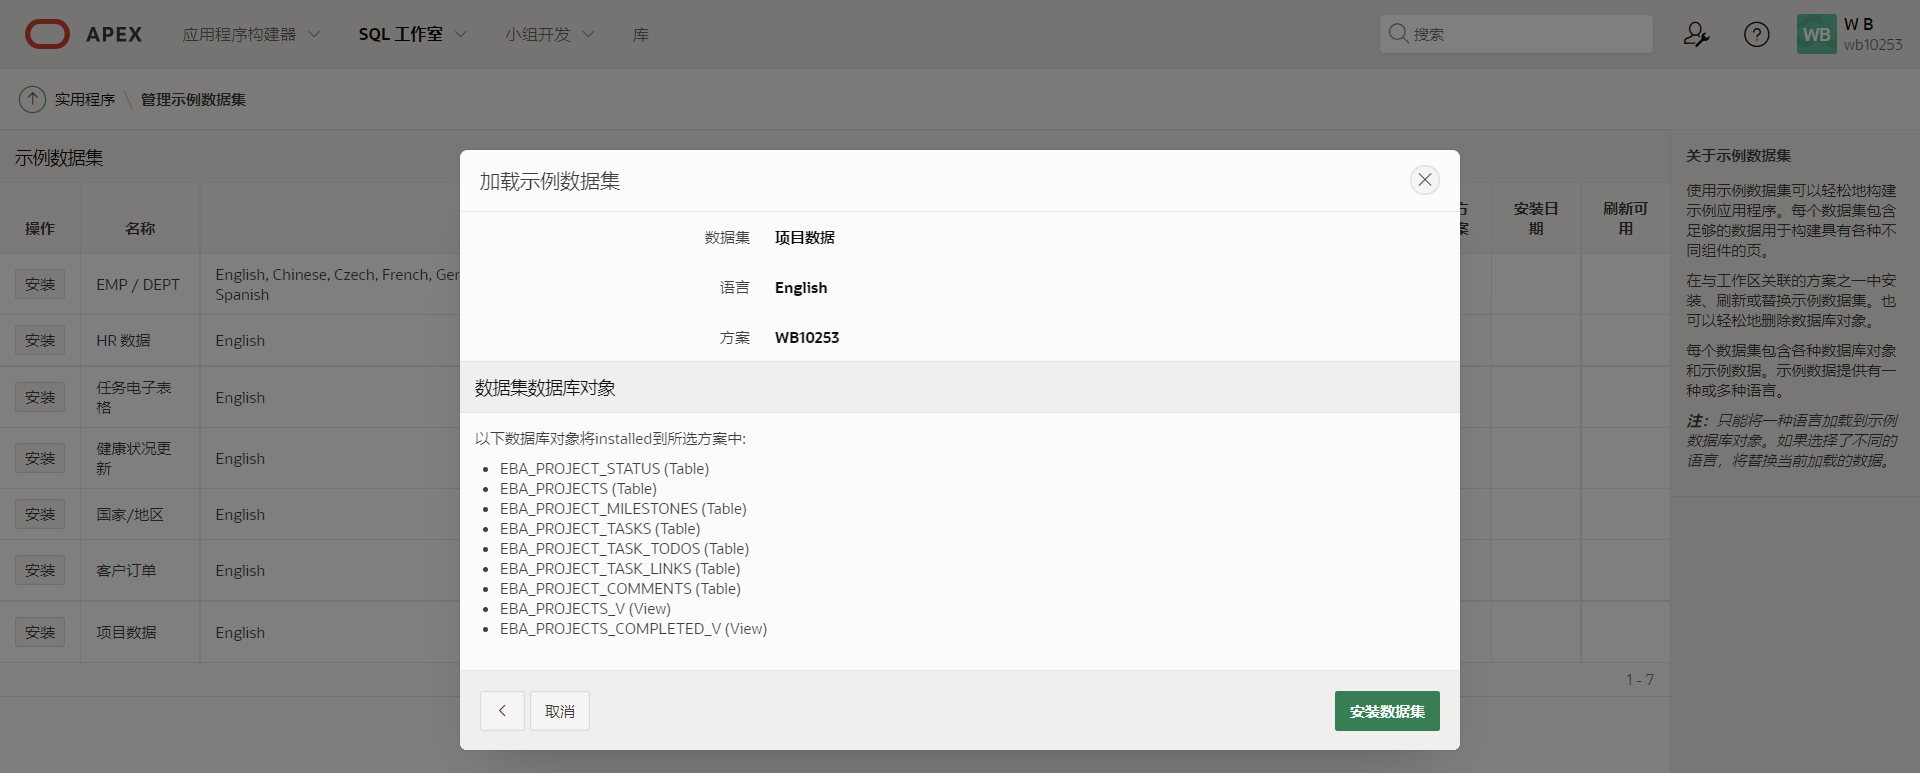 APEX
应用程序构建器
SQL 工作室
小组开发
库
搜索
WB
W B
wb10253
实用程序
管理示例数据集
示例数据集
操作
名称
安装日
期
刷新可
用
安装
EMP / DEPT
English, Chinese, Czech, French, Ger
Spanish
安装
HR 数据
English
安装
任务电子表
格
English
安装
健康状况更
新
English
安装
国家/地区
English
安装
客户订单
English
安装
项目数据
English
1 - 7
加载示例数据集
数据集
项目数据
语言
English
方案
WB10253
数据集数据库对象
以下数据库对象将installed到所选方案中:
EBA_PROJECT_STATUS (Table)
EBA_PROJECTS (Table)
EBA_PROJECT_MILESTONES (Table)
EBA_PROJECT_TASKS (Table)
EBA_PROJECT_TASK_TODOS (Table)
EBA_PROJECT_TASK_LINKS (Table)
EBA_PROJECT_COMMENTS (Table)
EBA_PROJECTS_V (View)
EBA_PROJECTS_COMPLETED_V (View)
取消
安装数据集
关于示例数据集
使用示例数据集可以轻松地构建
示例应用程序。每个数据集包含
足够的数据用于构建具有各种不
同组件的页。
在与工作区关联的方案之一中安
装、刷新或替换示例数据集。也
可以轻松地删除数据库对象。
每个数据集包含各种数据库对象
和示例数据。示例数据提供有一
种或多种语言。
注：只能将一种语言加载到示例
数据库对象。如果选择了不同的
语言，将替换当前加载的数据。